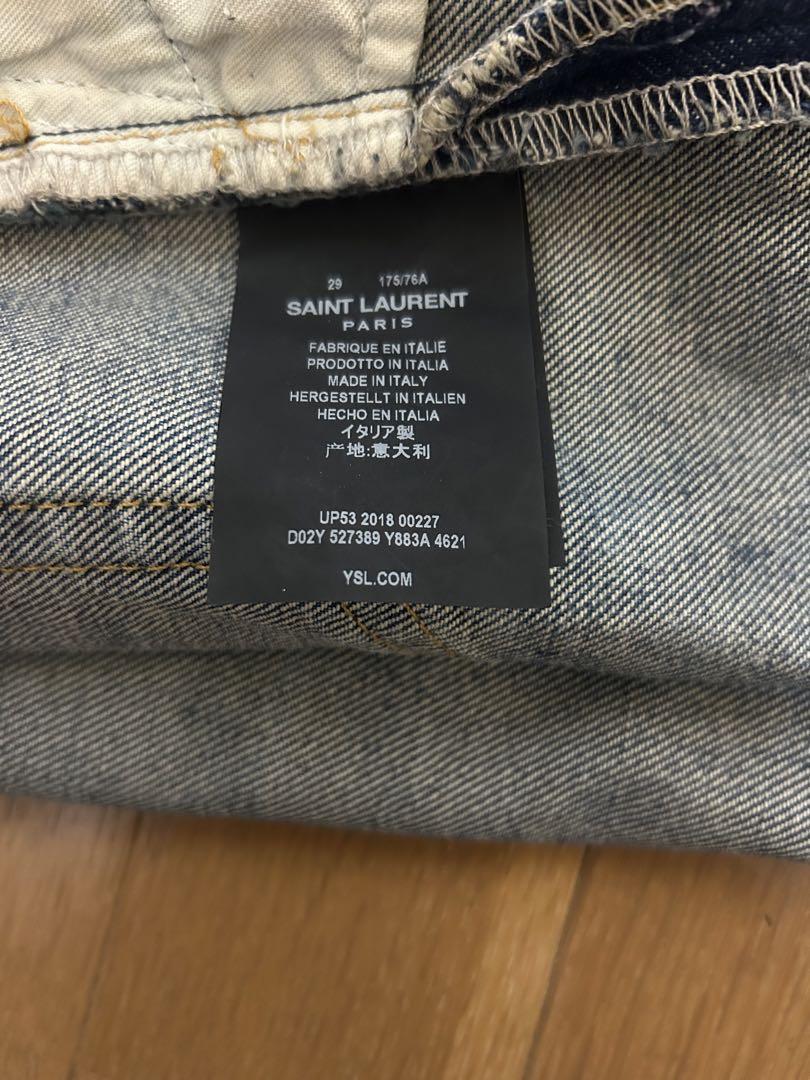 29 175/76A
SAINT LAURENT
PARIS
FABRIQUE EN ITALIE
PRODOTTO IN ITALIA
MADE IN ITALY
HERGESTELLT IN ITALIEN
HECHO EN ITALIA
イタリア製
产地:意大利
UP53 2018 00227
D02Y 527389 Y883A 4621
YSL.COM